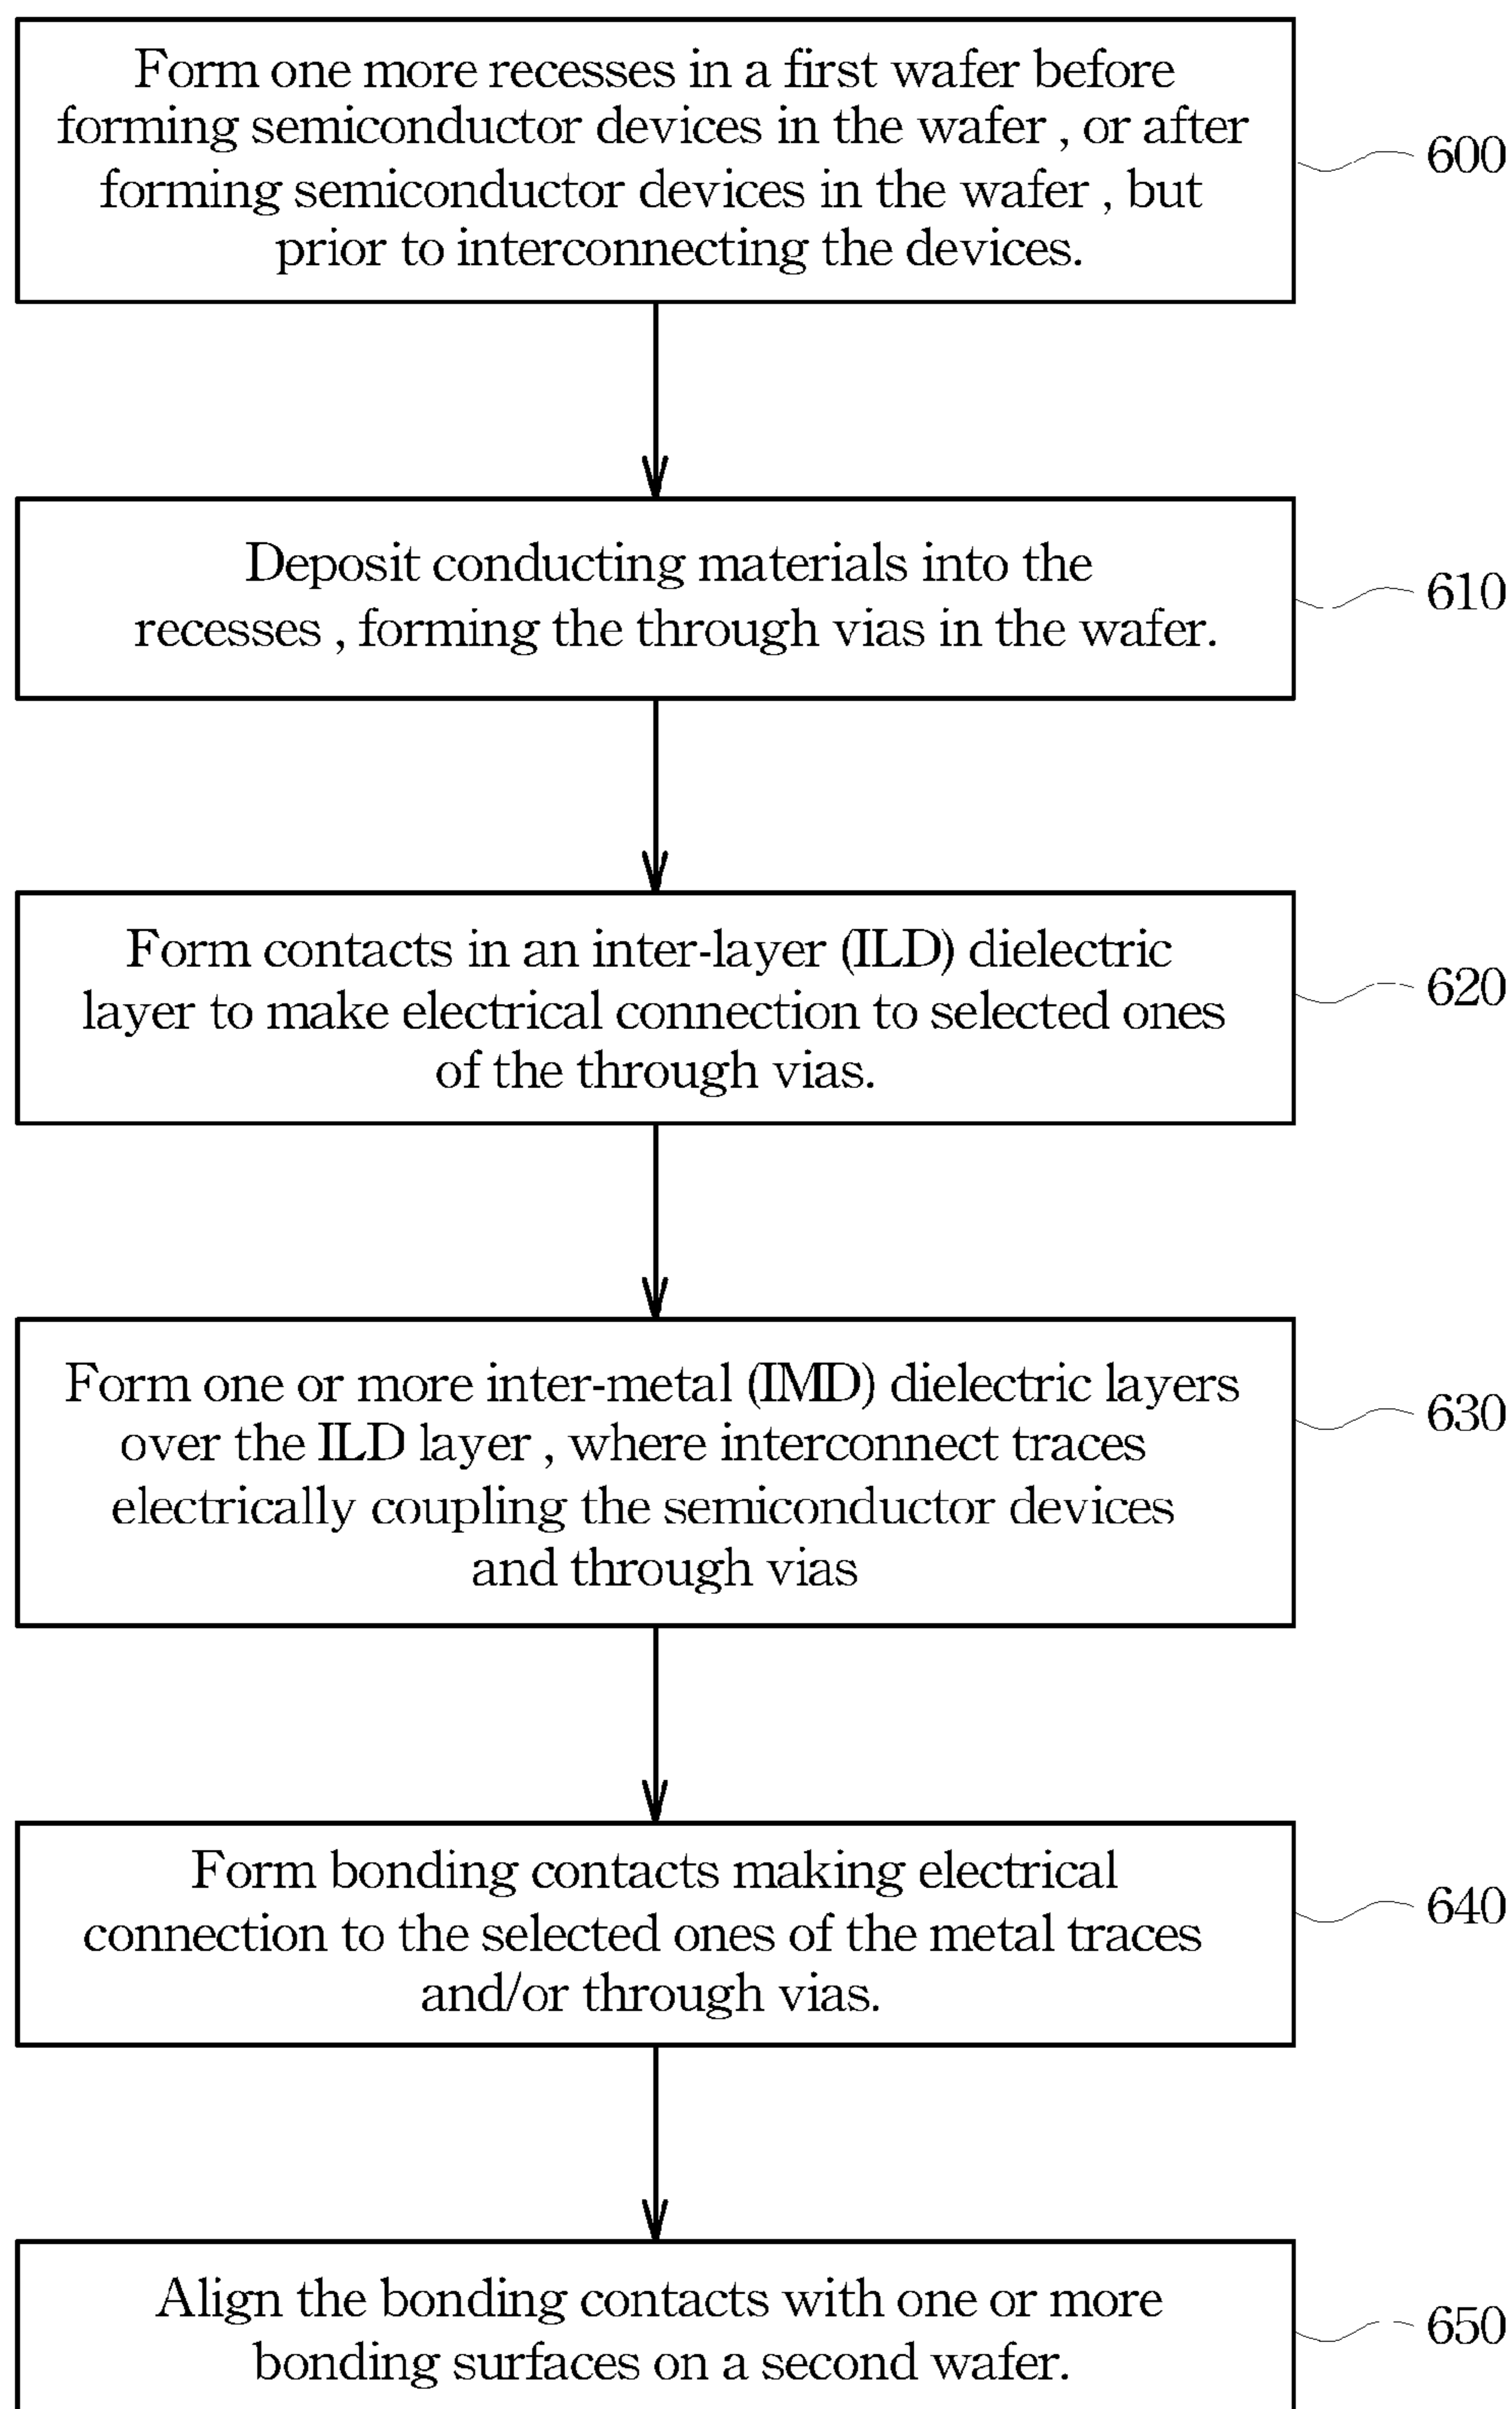 Form one more recesses in a first wafer before
forming semiconductor devices in the wafer , or after
forming semiconductor devices in the wafer , but
prior to interconnecting the devices.
600
Deposit conducting materials into the
recesses , forming the through vias in the wafer.
610
Form contacts in an inter-layer (ILD) dielectric
layer to make electrical connection to selected ones
of the through vias.
620
Form one or more inter-metal (IMD) dielectric layers
over the ILD layer , where interconnect traces
electrically coupling the semiconductor devices
and through vias
630
Form bonding contacts making electrical
connection to the selected ones of the metal traces
and/or through vias.
640
Align the bonding contacts with one or more
bonding surfaces on a second wafer.
650